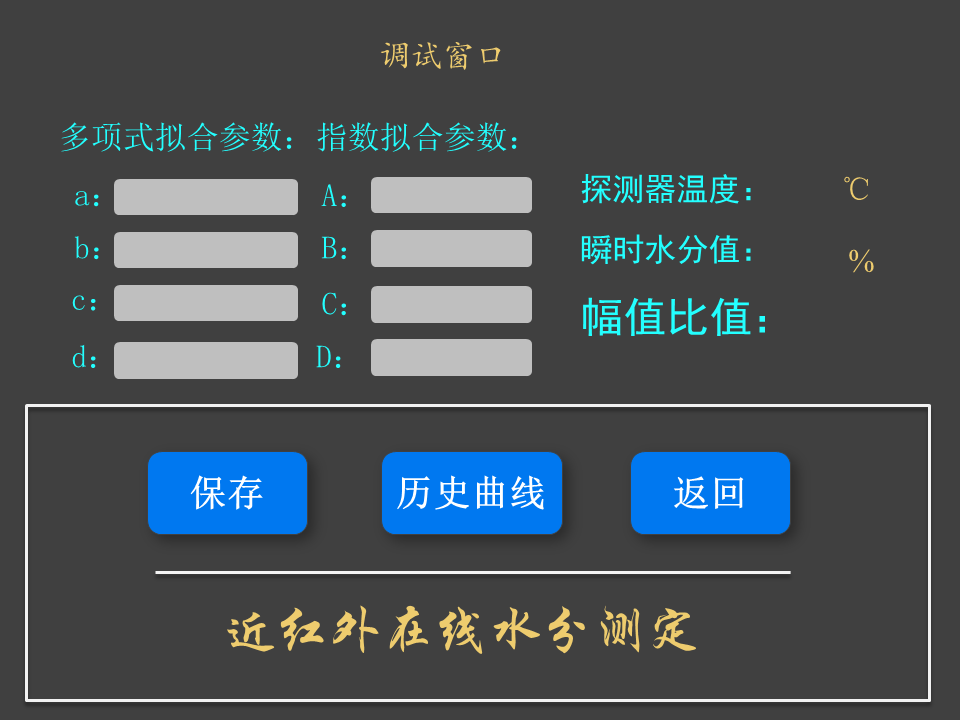 调试窗口
多项式拟合参数：指数拟合参数：
a： A： 探测器温度： ℃
b： B： 瞬时水分值： %
c： C： 幅值比值：
d： D：
保存 历史曲线 返回
近红外在线水分测定